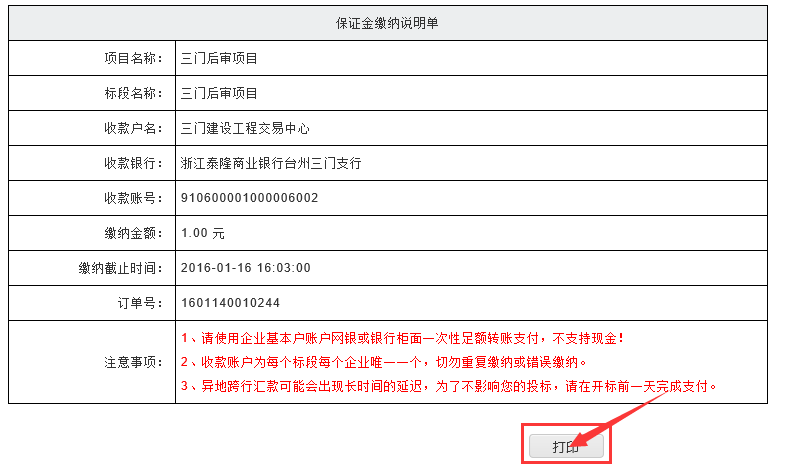 保证金缴纳说明单
项目名称： 三门后审项目
标段名称： 三门后审项目
收款户名： 三门建设工程交易中心
收款银行： 浙江泰隆商业银行台州三门支行
收款账号： 910600001000006002
缴纳金额： 1.00 元
缴纳截止时间： 2016-01-16 16:03:00
订单号： 1601140010244
注意事项：
1、请使用企业基本户账户网银或银行柜面一次性足额转账支付，不支持现金！
2、收款账户为每个标段每个企业唯一一个，切勿重复缴纳或错误缴纳。
3、异地跨行汇款可能会出现长时间的延迟，为了不影响您的投标，请在开标前一天完成支付。
打印